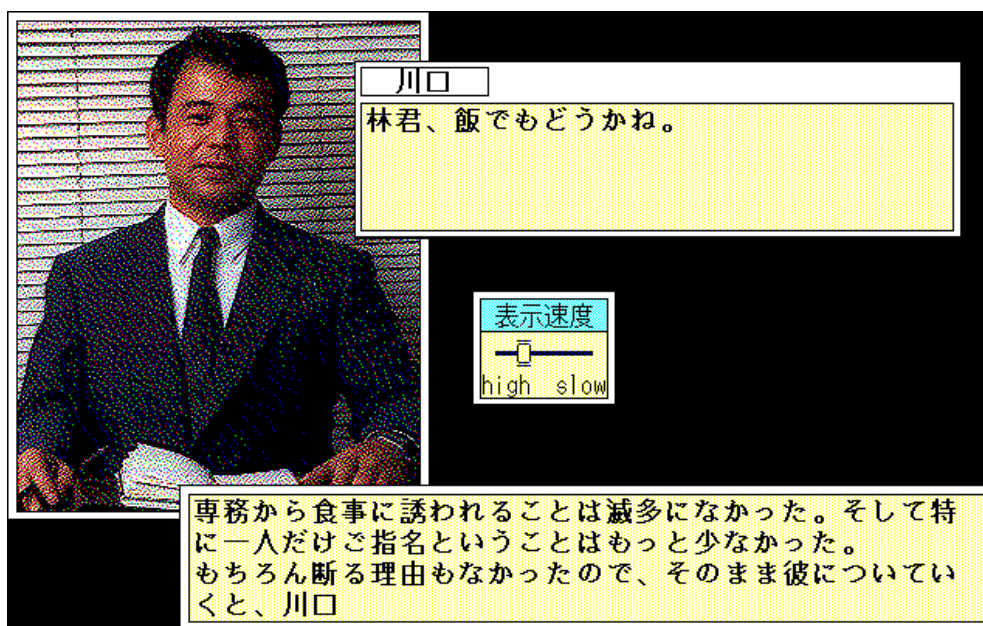 川口
林君、飯でもどうかね。
表示速度
high slow
専務から食事に誘われることは滅多になかった。そして特
に一人だけご指名ということはもっと少なかった。
もちろん断る理由もなかったので、そのまま彼についてい
くと、川口